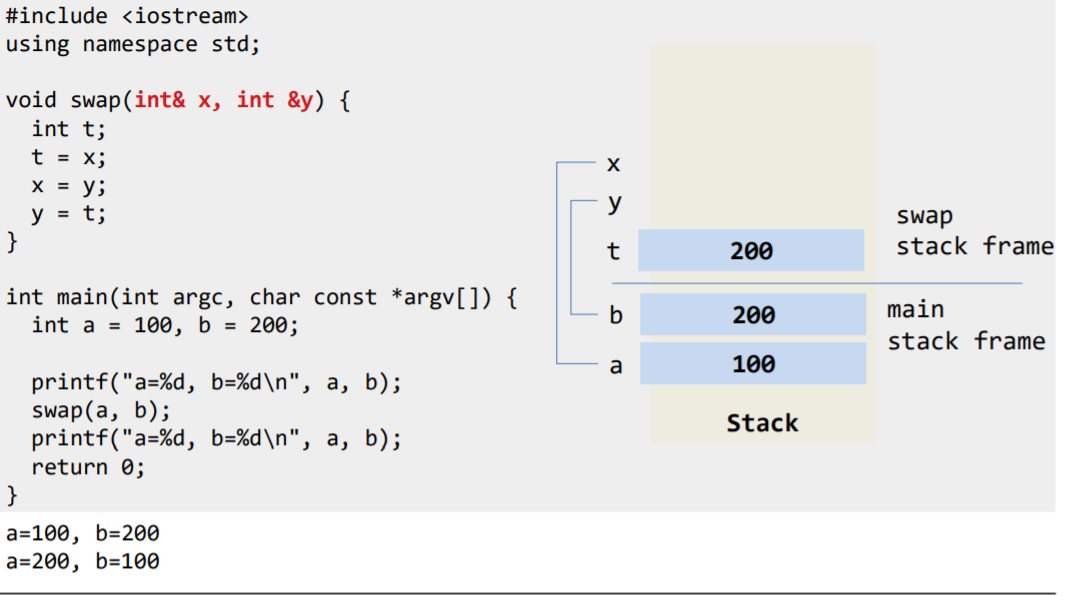 #include <iostream>
using namespace std;
void swap(int& x, int &y) {
int t;
t = x;
x = y;
y = t;
}
int main(int argc, char const *argv[]) {
int a = 100, b = 200;
printf("a=%d, b=%d\n", a, b);
swap(a, b);
printf("a=%d, b=%d\n", a, b);
return 0;
}
a=100, b=200
a=200, b=100
x
y
t 200
swap
stack frame
b 200
a 100
main
stack frame
Stack